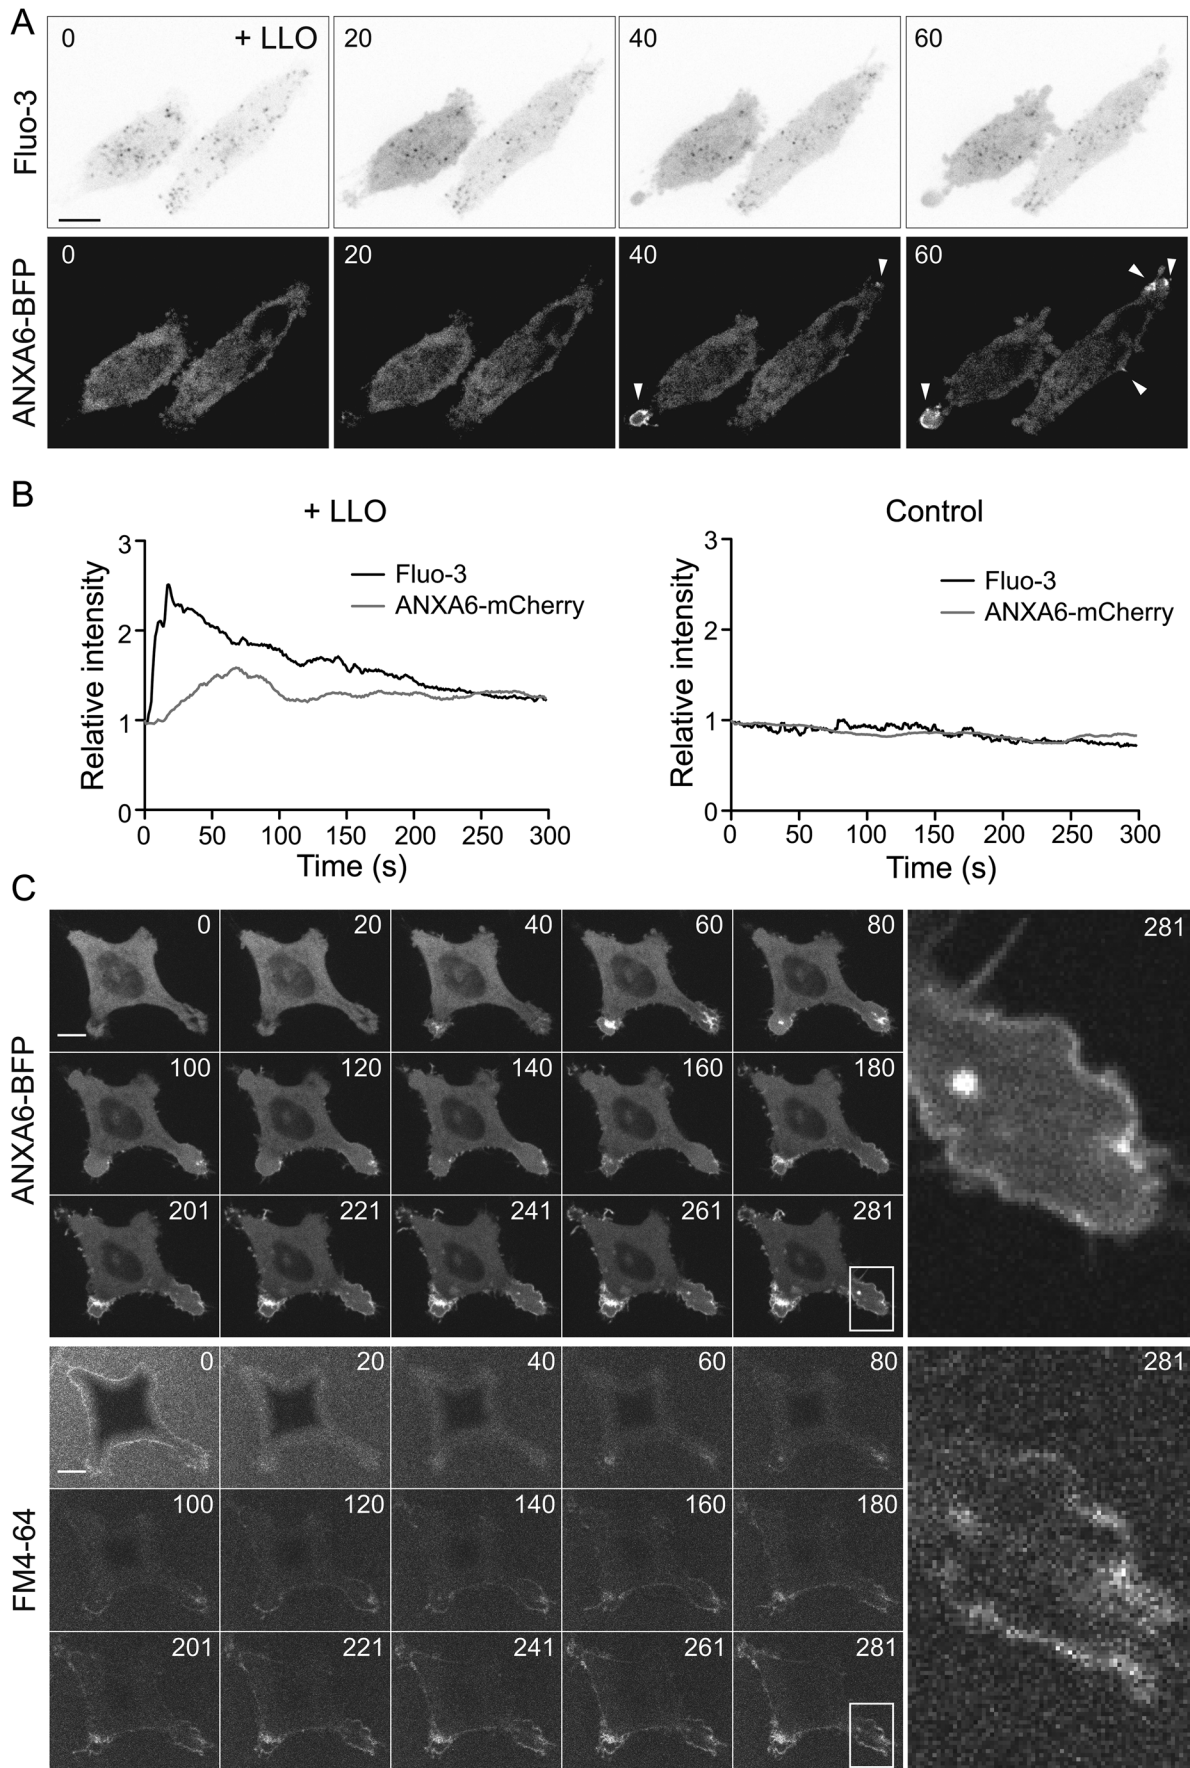 A
0 + LLO 20 40 60
Fluo-3
0 20 40 60
ANXA6-BFP
B
+ LLO
3
2
1
0
Relative intensity
Fluo-3
ANXA6-mCherry
0 50 100 150 200 250 300
Time (s)
Control
3
2
1
0
Relative intensity
Fluo-3
ANXA6-mCherry
0 50 100 150 200 250 300
Time (s)
C
ANXA6-BFP
0 20 40 60 80 281
100 120 140 160 180
201 221 241 261 281
FM4-64
0 20 40 60 80 281
100 120 140 160 180
201 221 241 261 281